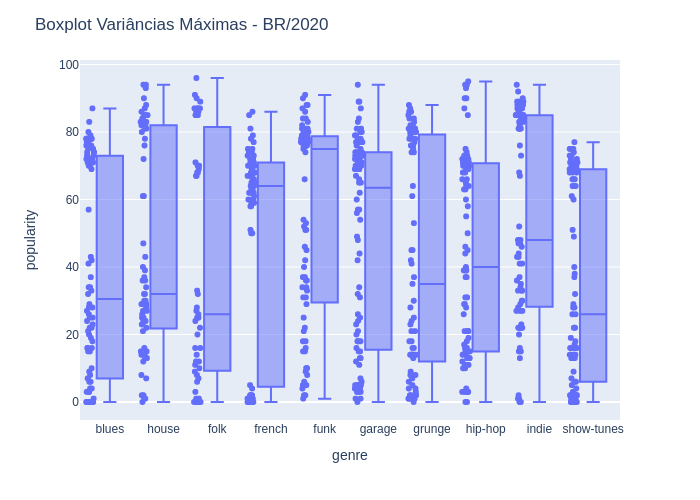 Boxplot Variâncias Máximas - BR/2020
100
80
60
40
20
0
popularity
blues house folk french funk garage grunge hip-hop indie show-tunes
genre